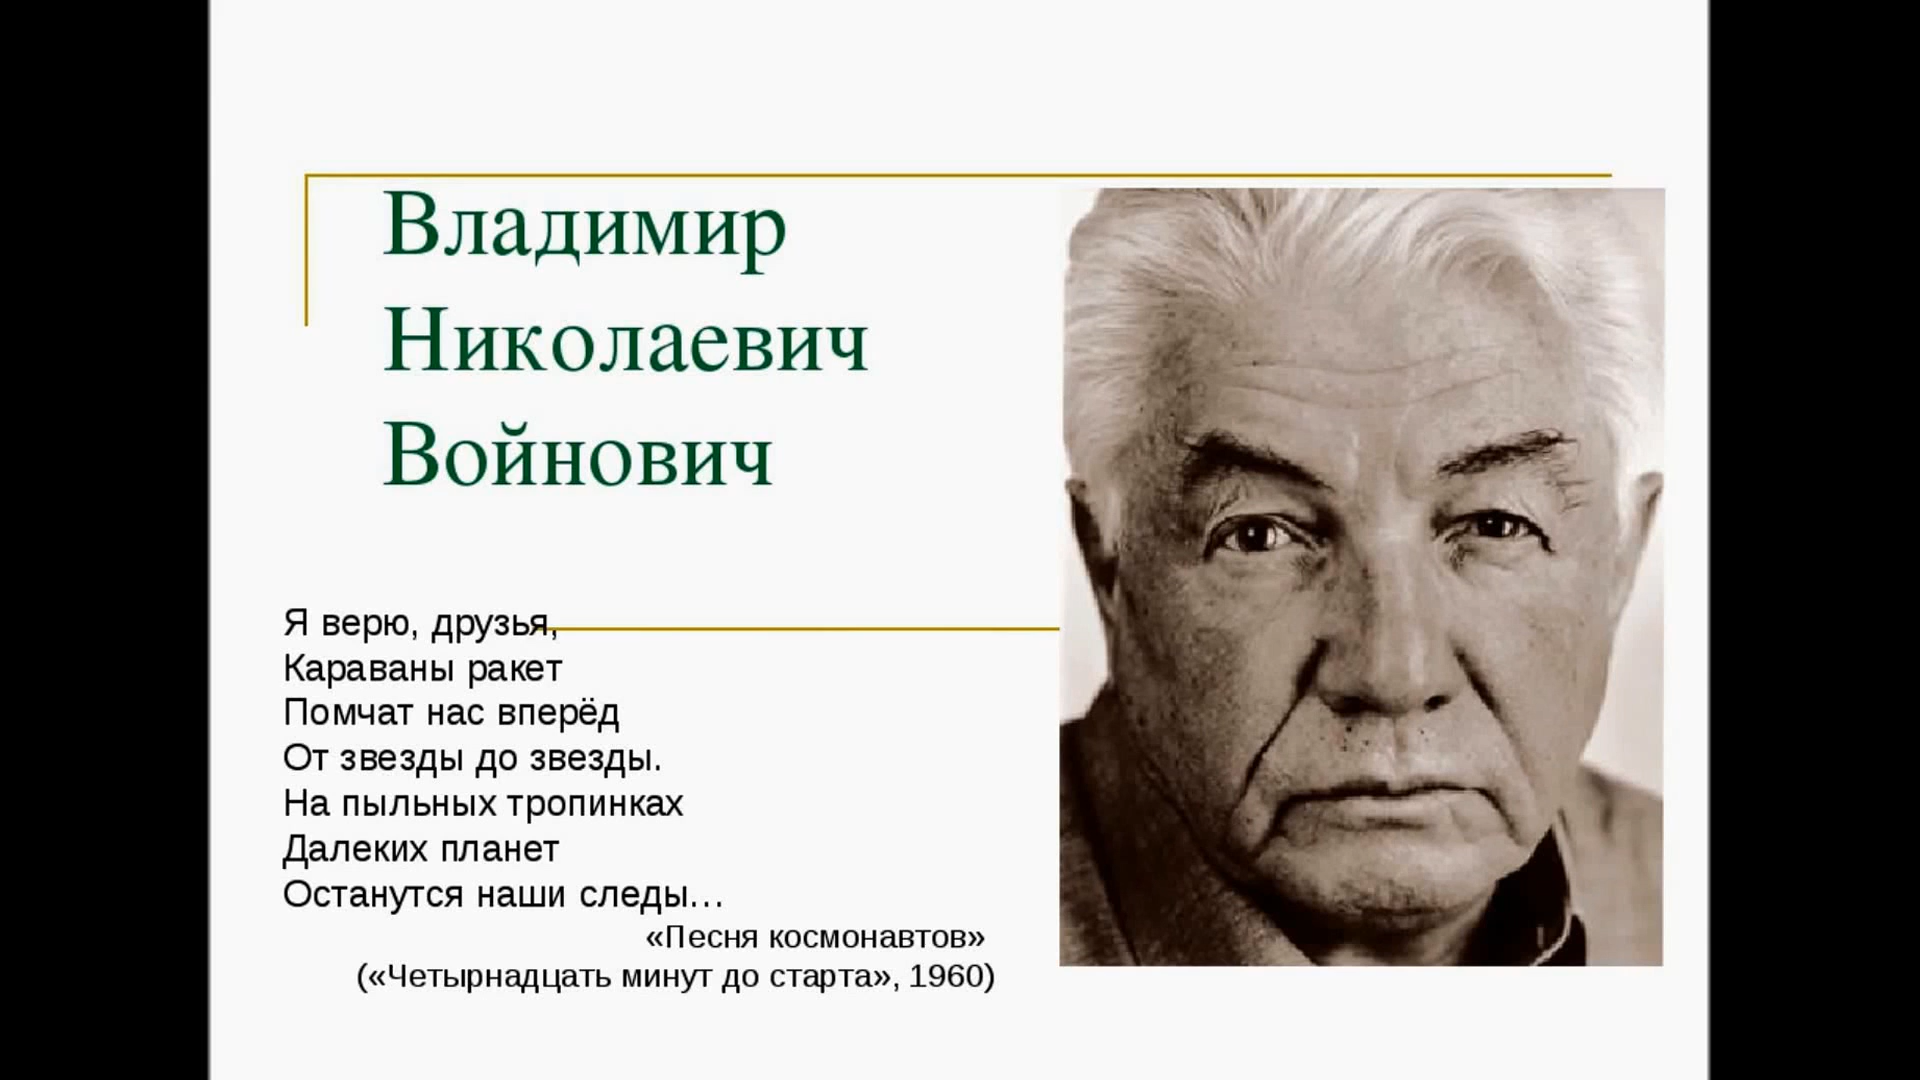 Владимир
Николаевич
Войнович
Я верю, друзья,
Караваны ракет
Помчат нас вперёд
От звезды до звезды.
На пыльных тропинках
Далеких планет
Останутся наши следы…
«Песня космонавтов»
(«Четырнадцать минут до старта», 1960)